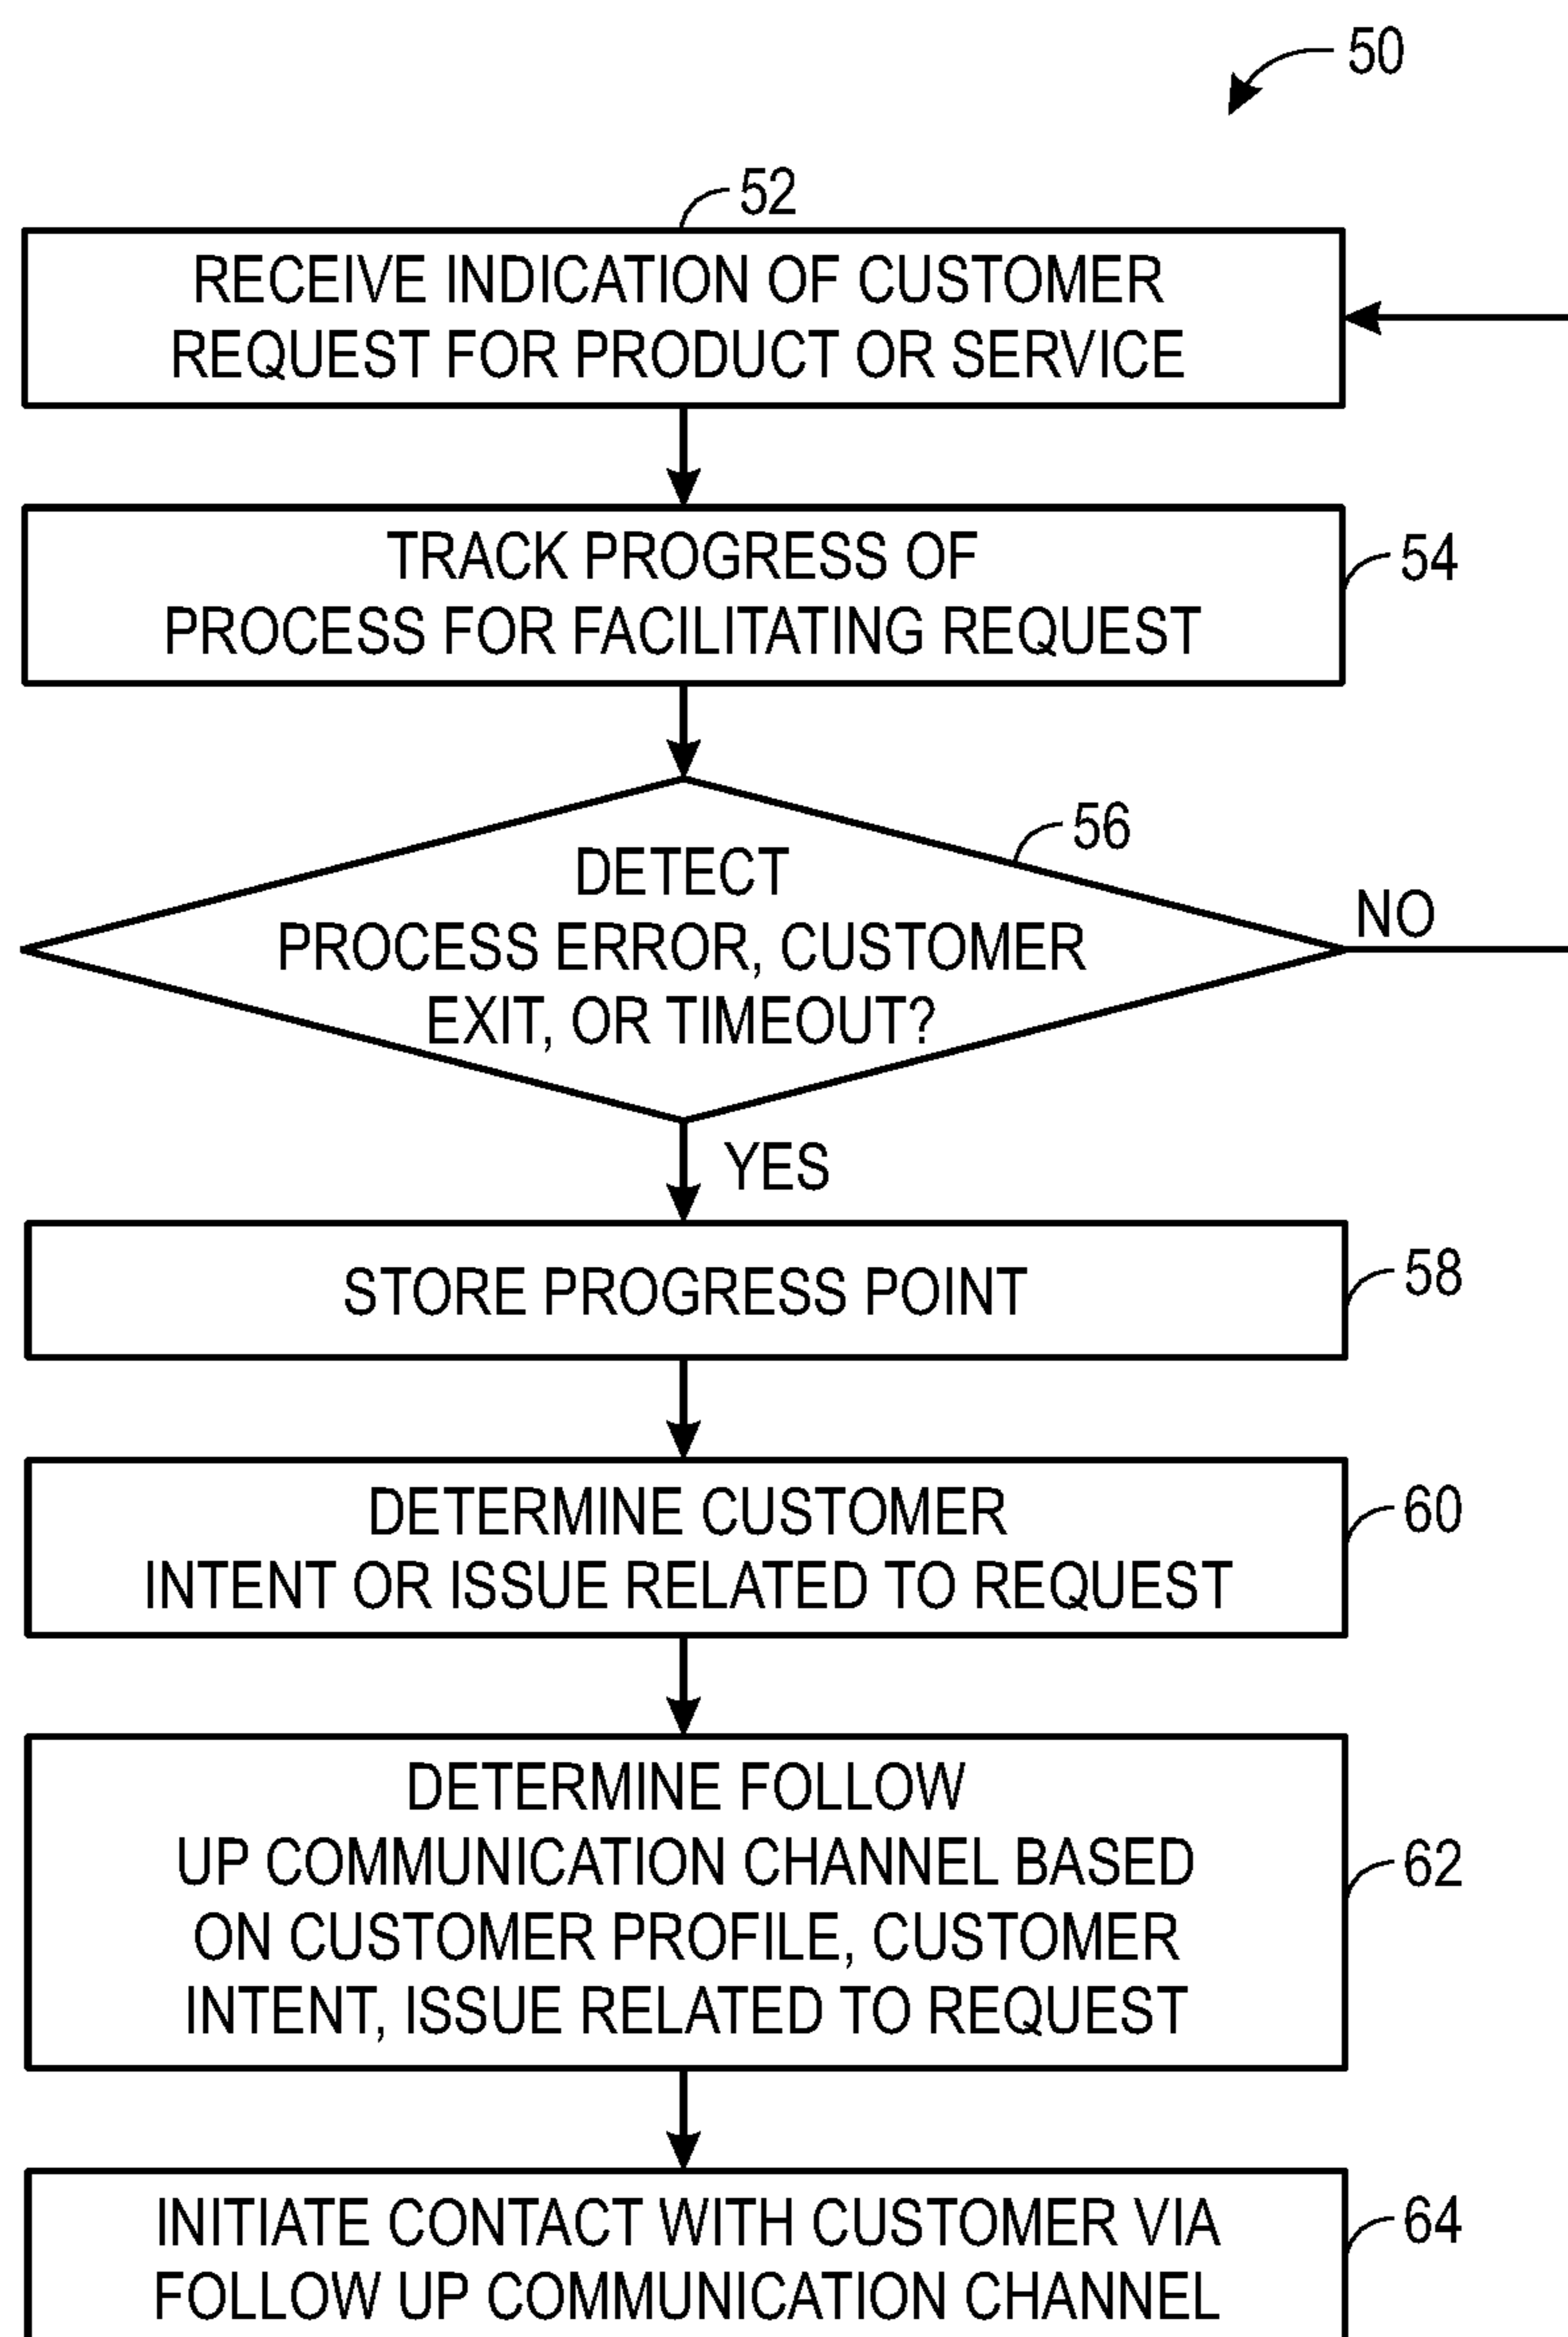 50
52
RECEIVE INDICATION OF CUSTOMER
REQUEST FOR PRODUCT OR SERVICE
TRACK PROGRESS OF
PROCESS FOR FACILITATING REQUEST
54
56
DETECT
PROCESS ERROR, CUSTOMER
EXIT, OR TIMEOUT?
NO
YES
STORE PROGRESS POINT
58
DETERMINE CUSTOMER
INTENT OR ISSUE RELATED TO REQUEST
60
DETERMINE FOLLOW
UP COMMUNICATION CHANNEL BASED
ON CUSTOMER PROFILE, CUSTOMER
INTENT, ISSUE RELATED TO REQUEST
62
INITIATE CONTACT WITH CUSTOMER VIA
FOLLOW UP COMMUNICATION CHANNEL
64